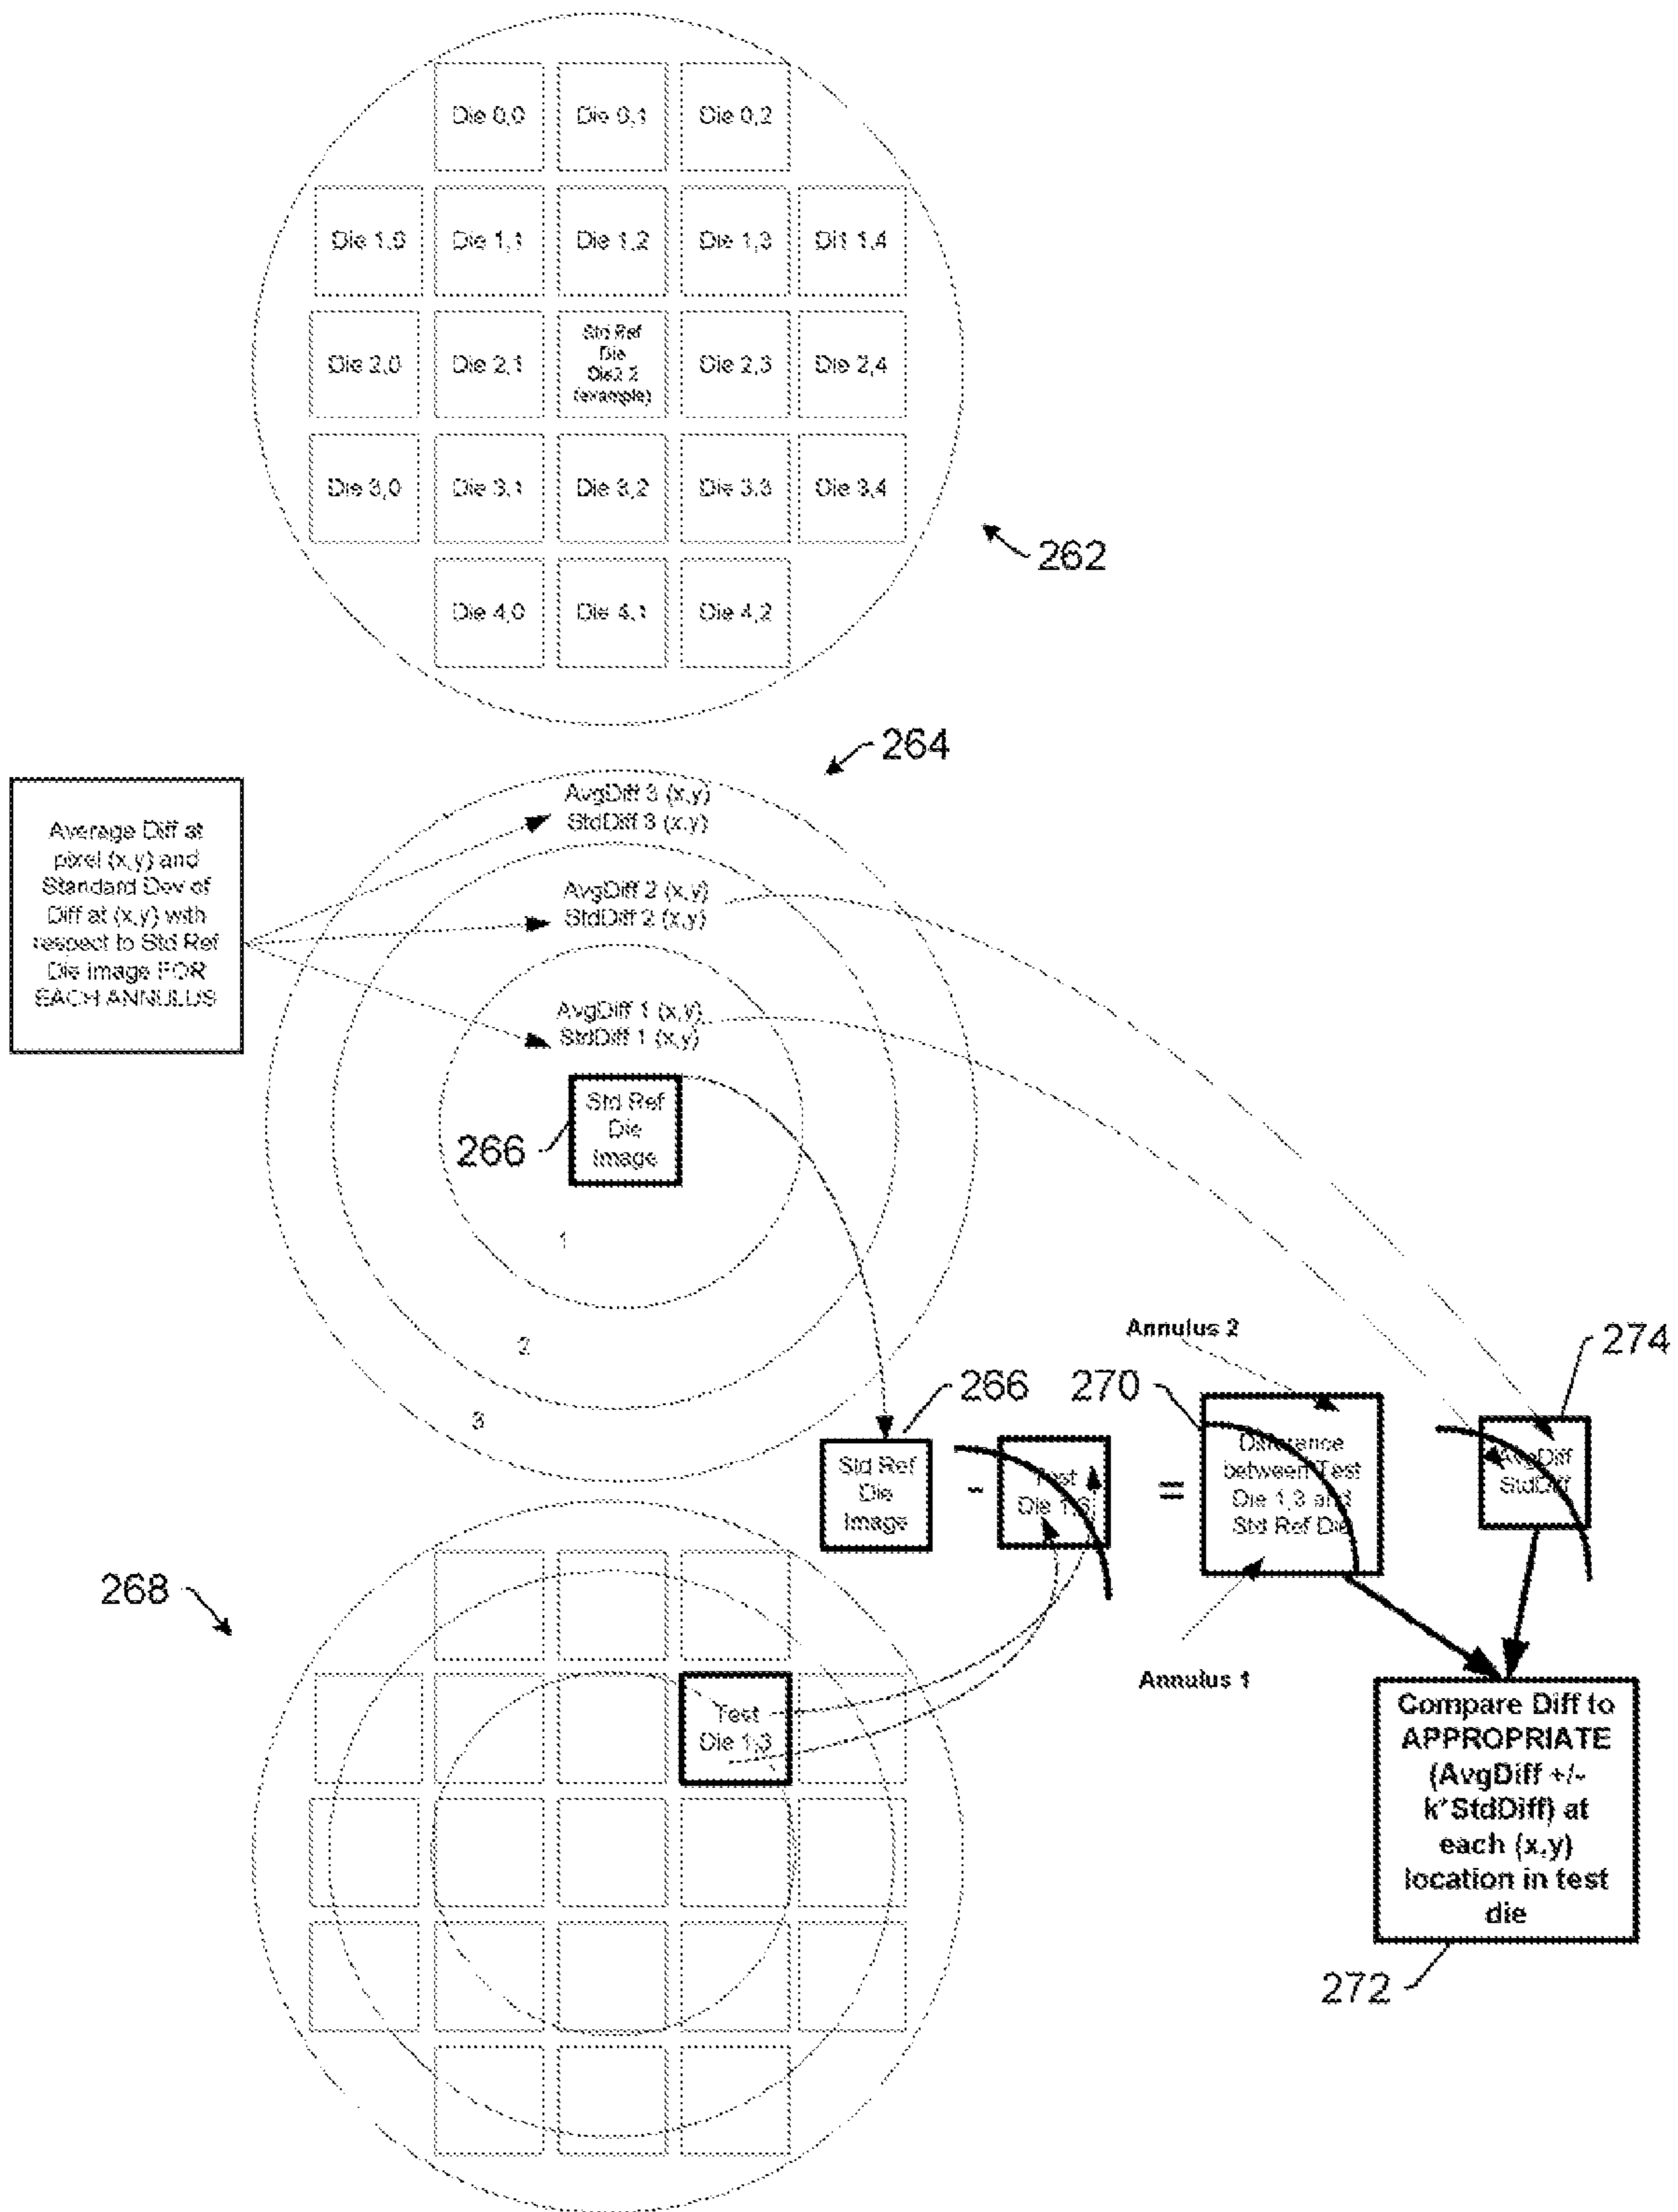 Die 0,0
Die 0,1
Die 0,2
Die 1,0
Die 1,1
Die 1,2
Die 1,3
Die 1,4
Die 2,0
Die 2,1
Std Ref
Die
Die2,2
(example)
Die 2,3
Die 2,4
Die 3,0
Die 3,1
Die 3,2
Die 3,3
Die 3,4
262
Die 4,0
Die 4,1
Die 4,2
264
Average Diff at
pixel (x,y) and
Standard Dev of
Diff at (x,y) with
respect to Std Ref
Die image FOR
EACH ANNULUS
AvgDiff 3 (x,y)
StdDiff 3 (x,y)
AvgDiff 2 (x,y)
StdDiff 2 (x,y)
AvgDiff 1 (x,y)
StdDiff 1 (x,y)
Std Ref
Die
Image
266
1
2
3
266
Std Ref
Die
Image
-
Test
Die 1,3
=
270
Annulus 2
Difference
between Test
Die 1,3 and
Std Ref Die
Annulus 1
274
AvgDiff
StdDiff
268
Test
Die 1,3
Compare Diff to
APPROPRIATE
(AvgDiff +/-
k*StdDiff) at
each (x,y)
location in test
die
272